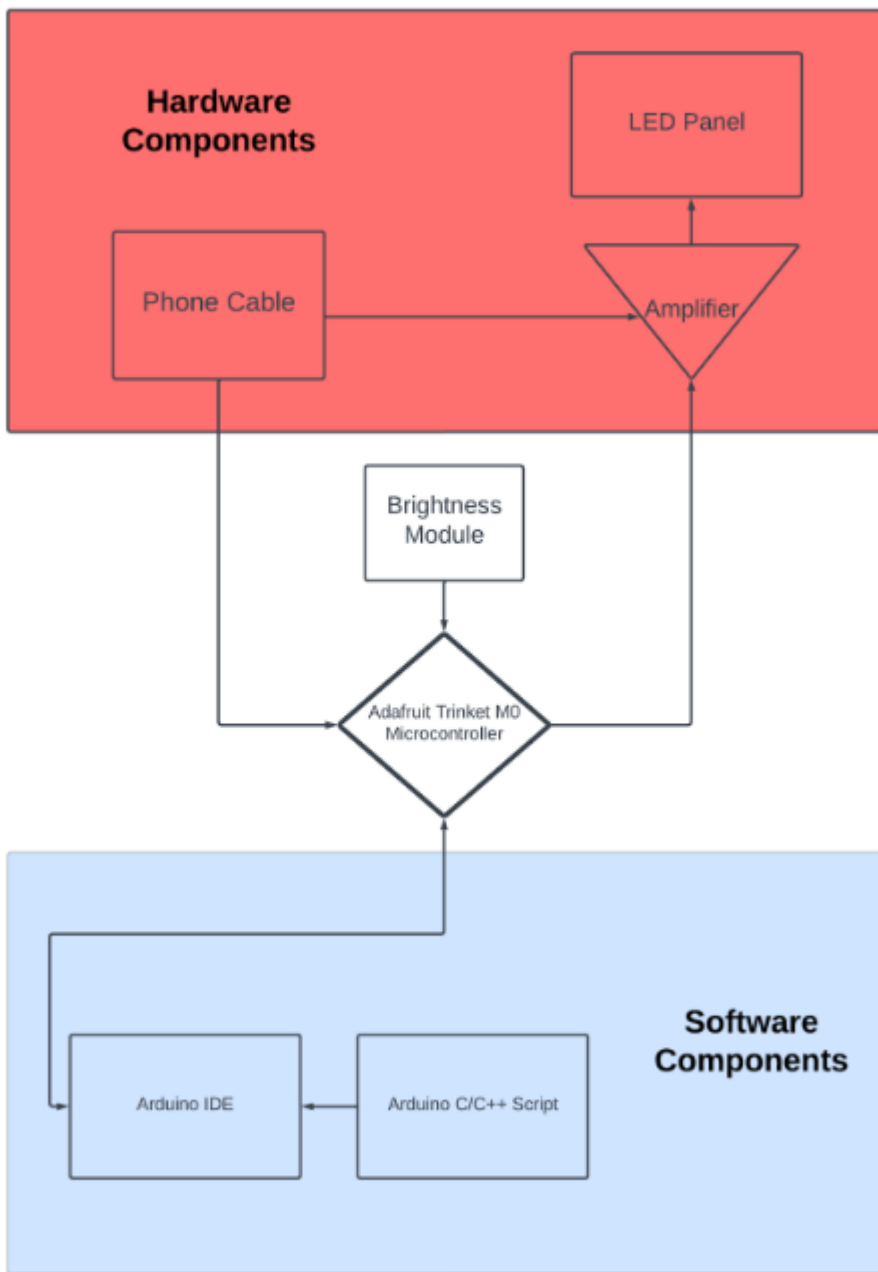 Hardware
Components
LED Panel
Phone Cable
Amplifier
Brightness
Module
Adafruit Trinket M0
Microcontroller
Software
Components
Arduino IDE
Arduino C/C++ Script